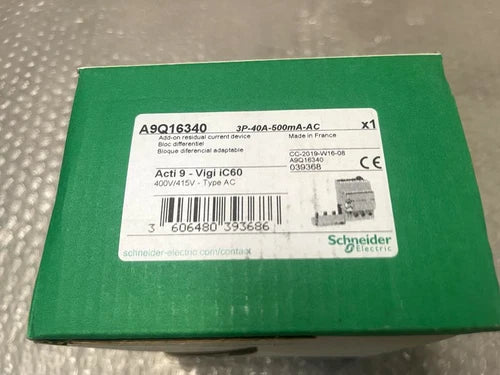 A9Q16340 3P-40A-500mA-AC x1
Add-on residual current device Made in France
Bloc differentiel
Bloque diferencial adaptable
CC-2019-W16-08
A9Q16340
039368 CE
Acti 9 - Vigi iC60
400V/415V - Type AC
3 606480 393686
Schneider
Electric
schneider-electric.com/contact